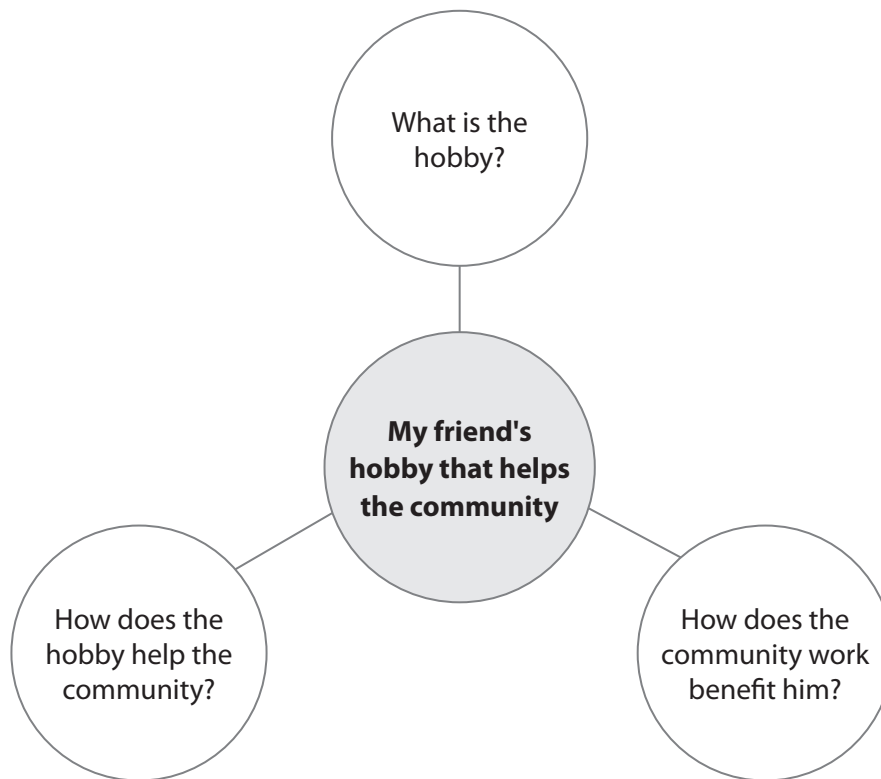 What is the
hobby?
My friend's
hobby that helps
the community
How does the
hobby help the
community?
How does the
community work
benefit him?